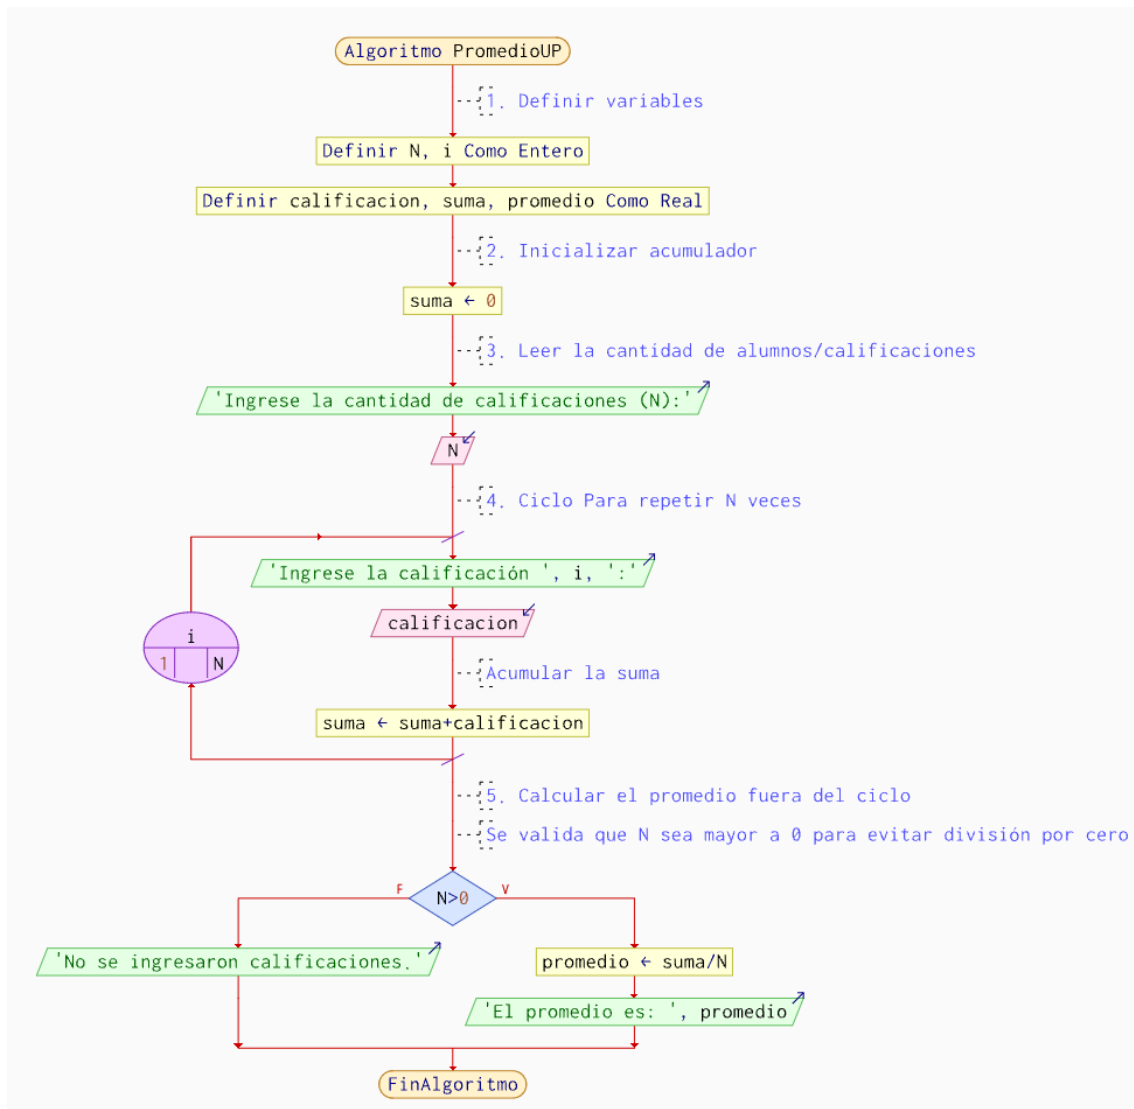 Algoritmo PromedioUP
1. Definir variables
Definir N, i Como Entero
Definir calificacion, suma, promedio Como Real
2. Inicializar acumulador
suma ← 0
3. Leer la cantidad de alumnos/calificaciones
'Ingrese la cantidad de calificaciones (N):'
N
4. Ciclo Para repetir N veces
'Ingrese la calificación ', i, ':'
calificacion
i
1 N
Acumular la suma
suma ← suma+calificacion
5. Calcular el promedio fuera del ciclo
Se valida que N sea mayor a 0 para evitar división por cero
F V
N>0
'No se ingresaron calificaciones.'
promedio ← suma/N
'El promedio es: ', promedio
FinAlgoritmo